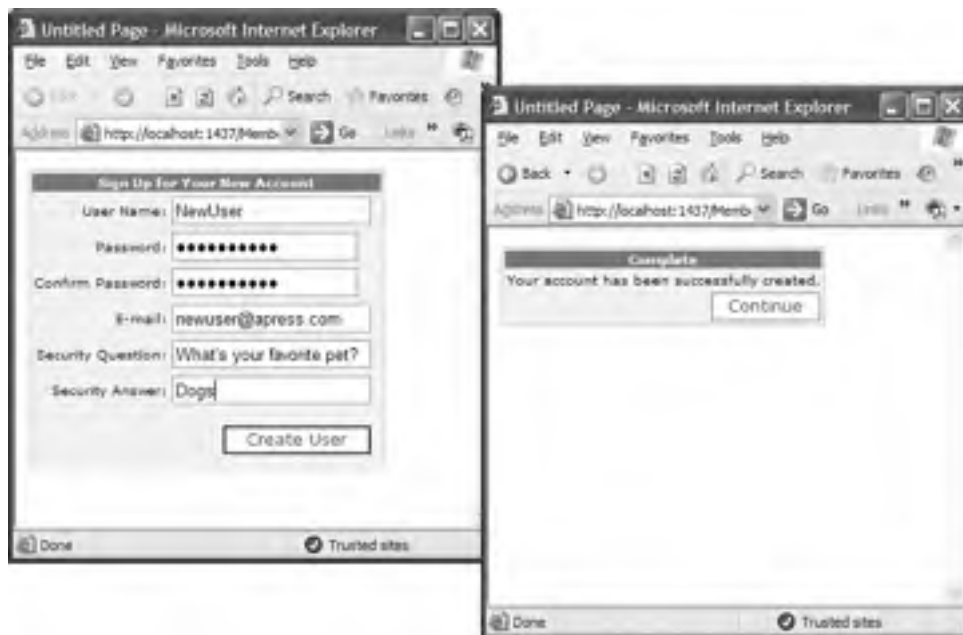 Untitled Page - Microsoft Internet Explorer
File Edit View Favorites Tools Help
Search Favorites
Address http://localhost:1437/Memb Go Links »
Sign Up for Your New Account
User Name: NewUser
Password: ●●●●●●●●●●
Confirm Password: ●●●●●●●●●●
E-mail: newuser@apress.com
Security Question: What's your favorite pet?
Security Answer: Dogs
Create User
Done Trusted sites
Untitled Page - Microsoft Internet Explorer
File Edit View Favorites Tools Help
Back Search Favorites »
Address http://localhost:1437/Memb Go Links »
Complete
Your account has been successfully created.
Continue
Done Trusted sites